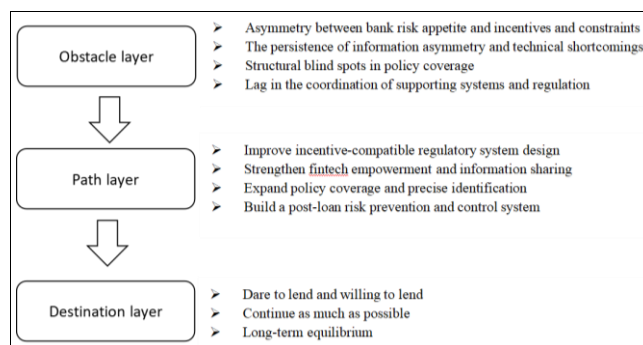 Obstacle layer
Asymmetry between bank risk appetite and incentives and constraints
The persistence of information asymmetry and technical shortcomings
Structural blind spots in policy coverage
Lag in the coordination of supporting systems and regulation
Path layer
Improve incentive-compatible regulatory system design
Strengthen fintech empowerment and information sharing
Expand policy coverage and precise identification
Build a post-loan risk prevention and control system
Destination layer
Dare to lend and willing to lend
Continue as much as possible
Long-term equilibrium